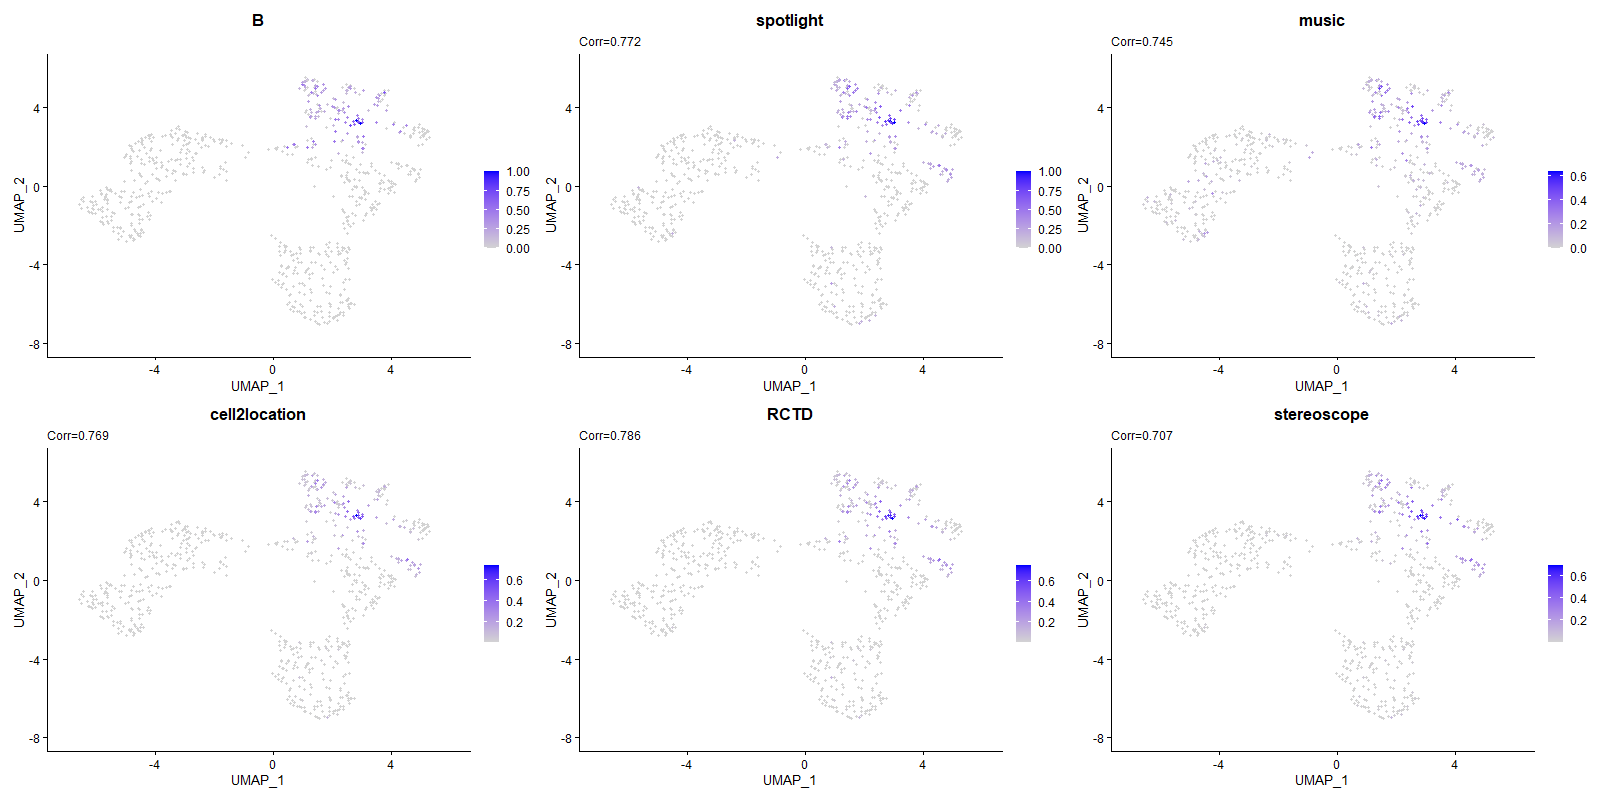 B
spotlight
music
Corr=0.772
Corr=0.745
4
0
-4
-8
UMAP_2
-4
0
4
UMAP_1
1.00
0.75
0.50
0.25
0.00
4
0
-4
-8
UMAP_2
-4
0
4
UMAP_1
1.00
0.75
0.50
0.25
0.00
4
0
-4
-8
UMAP_2
-4
0
4
UMAP_1
0.6
0.4
0.2
0.0
cell2location
RCTD
stereoscope
Corr=0.769
Corr=0.786
Corr=0.707
4
0
-4
-8
UMAP_2
-4
0
4
UMAP_1
0.6
0.4
0.2
4
0
-4
-8
UMAP_2
-4
0
4
UMAP_1
0.6
0.4
0.2
4
0
-4
-8
UMAP_2
-4
0
4
UMAP_1
0.6
0.4
0.2